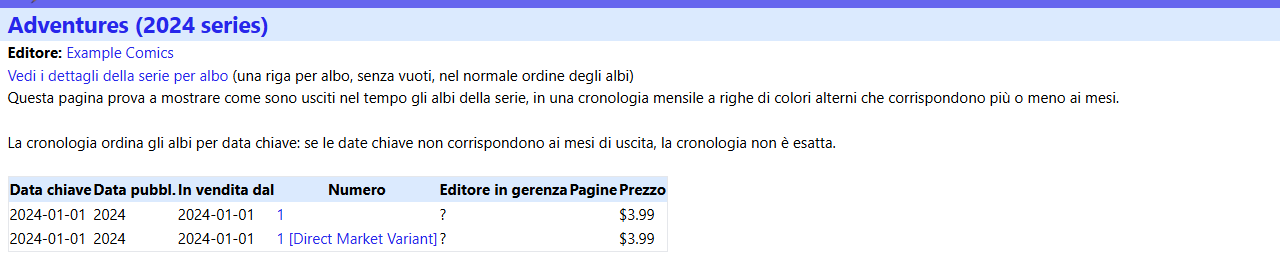 Adventures (2024 series)
Editore: Example Comics
Vedi i dettagli della serie per albo (una riga per albo, senza vuoti, nel normale ordine degli albi)
Questa pagina prova a mostrare come sono usciti nel tempo gli albi della serie, in una cronologia mensile a righe di colori alterni che corrispondono più o meno ai mesi.
La cronologia ordina gli albi per data chiave: se le date chiave non corrispondono ai mesi di uscita, la cronologia non è esatta.
Data chiave Data pubbl. In vendita dal Numero Editore in gerenza Pagine Prezzo
2024-01-01 2024 2024-01-01 1 ? $3.99
2024-01-01 2024 2024-01-01 1 [Direct Market Variant] ? $3.99